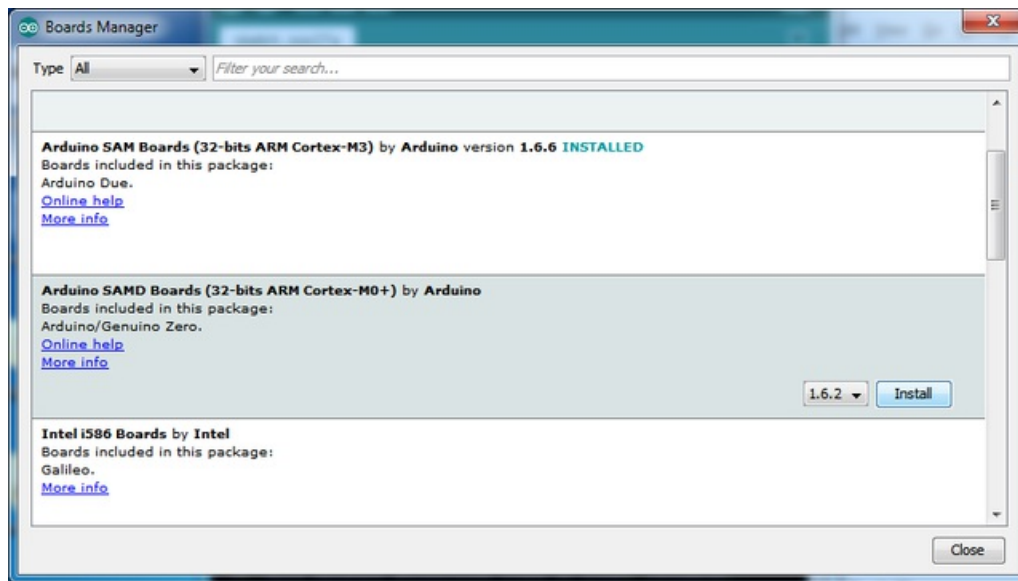 Boards Manager
Type All Filter your search...
Arduino SAM Boards (32-bits ARM Cortex-M3) by Arduino version 1.6.6 INSTALLED
Boards included in this package:
Arduino Due.
Online help
More info
Arduino SAMD Boards (32-bits ARM Cortex-M0+) by Arduino
Boards included in this package:
Arduino/Genuino Zero.
Online help
More info
1.6.2 Install
Intel i586 Boards by Intel
Boards included in this package:
Galileo.
More info
Close